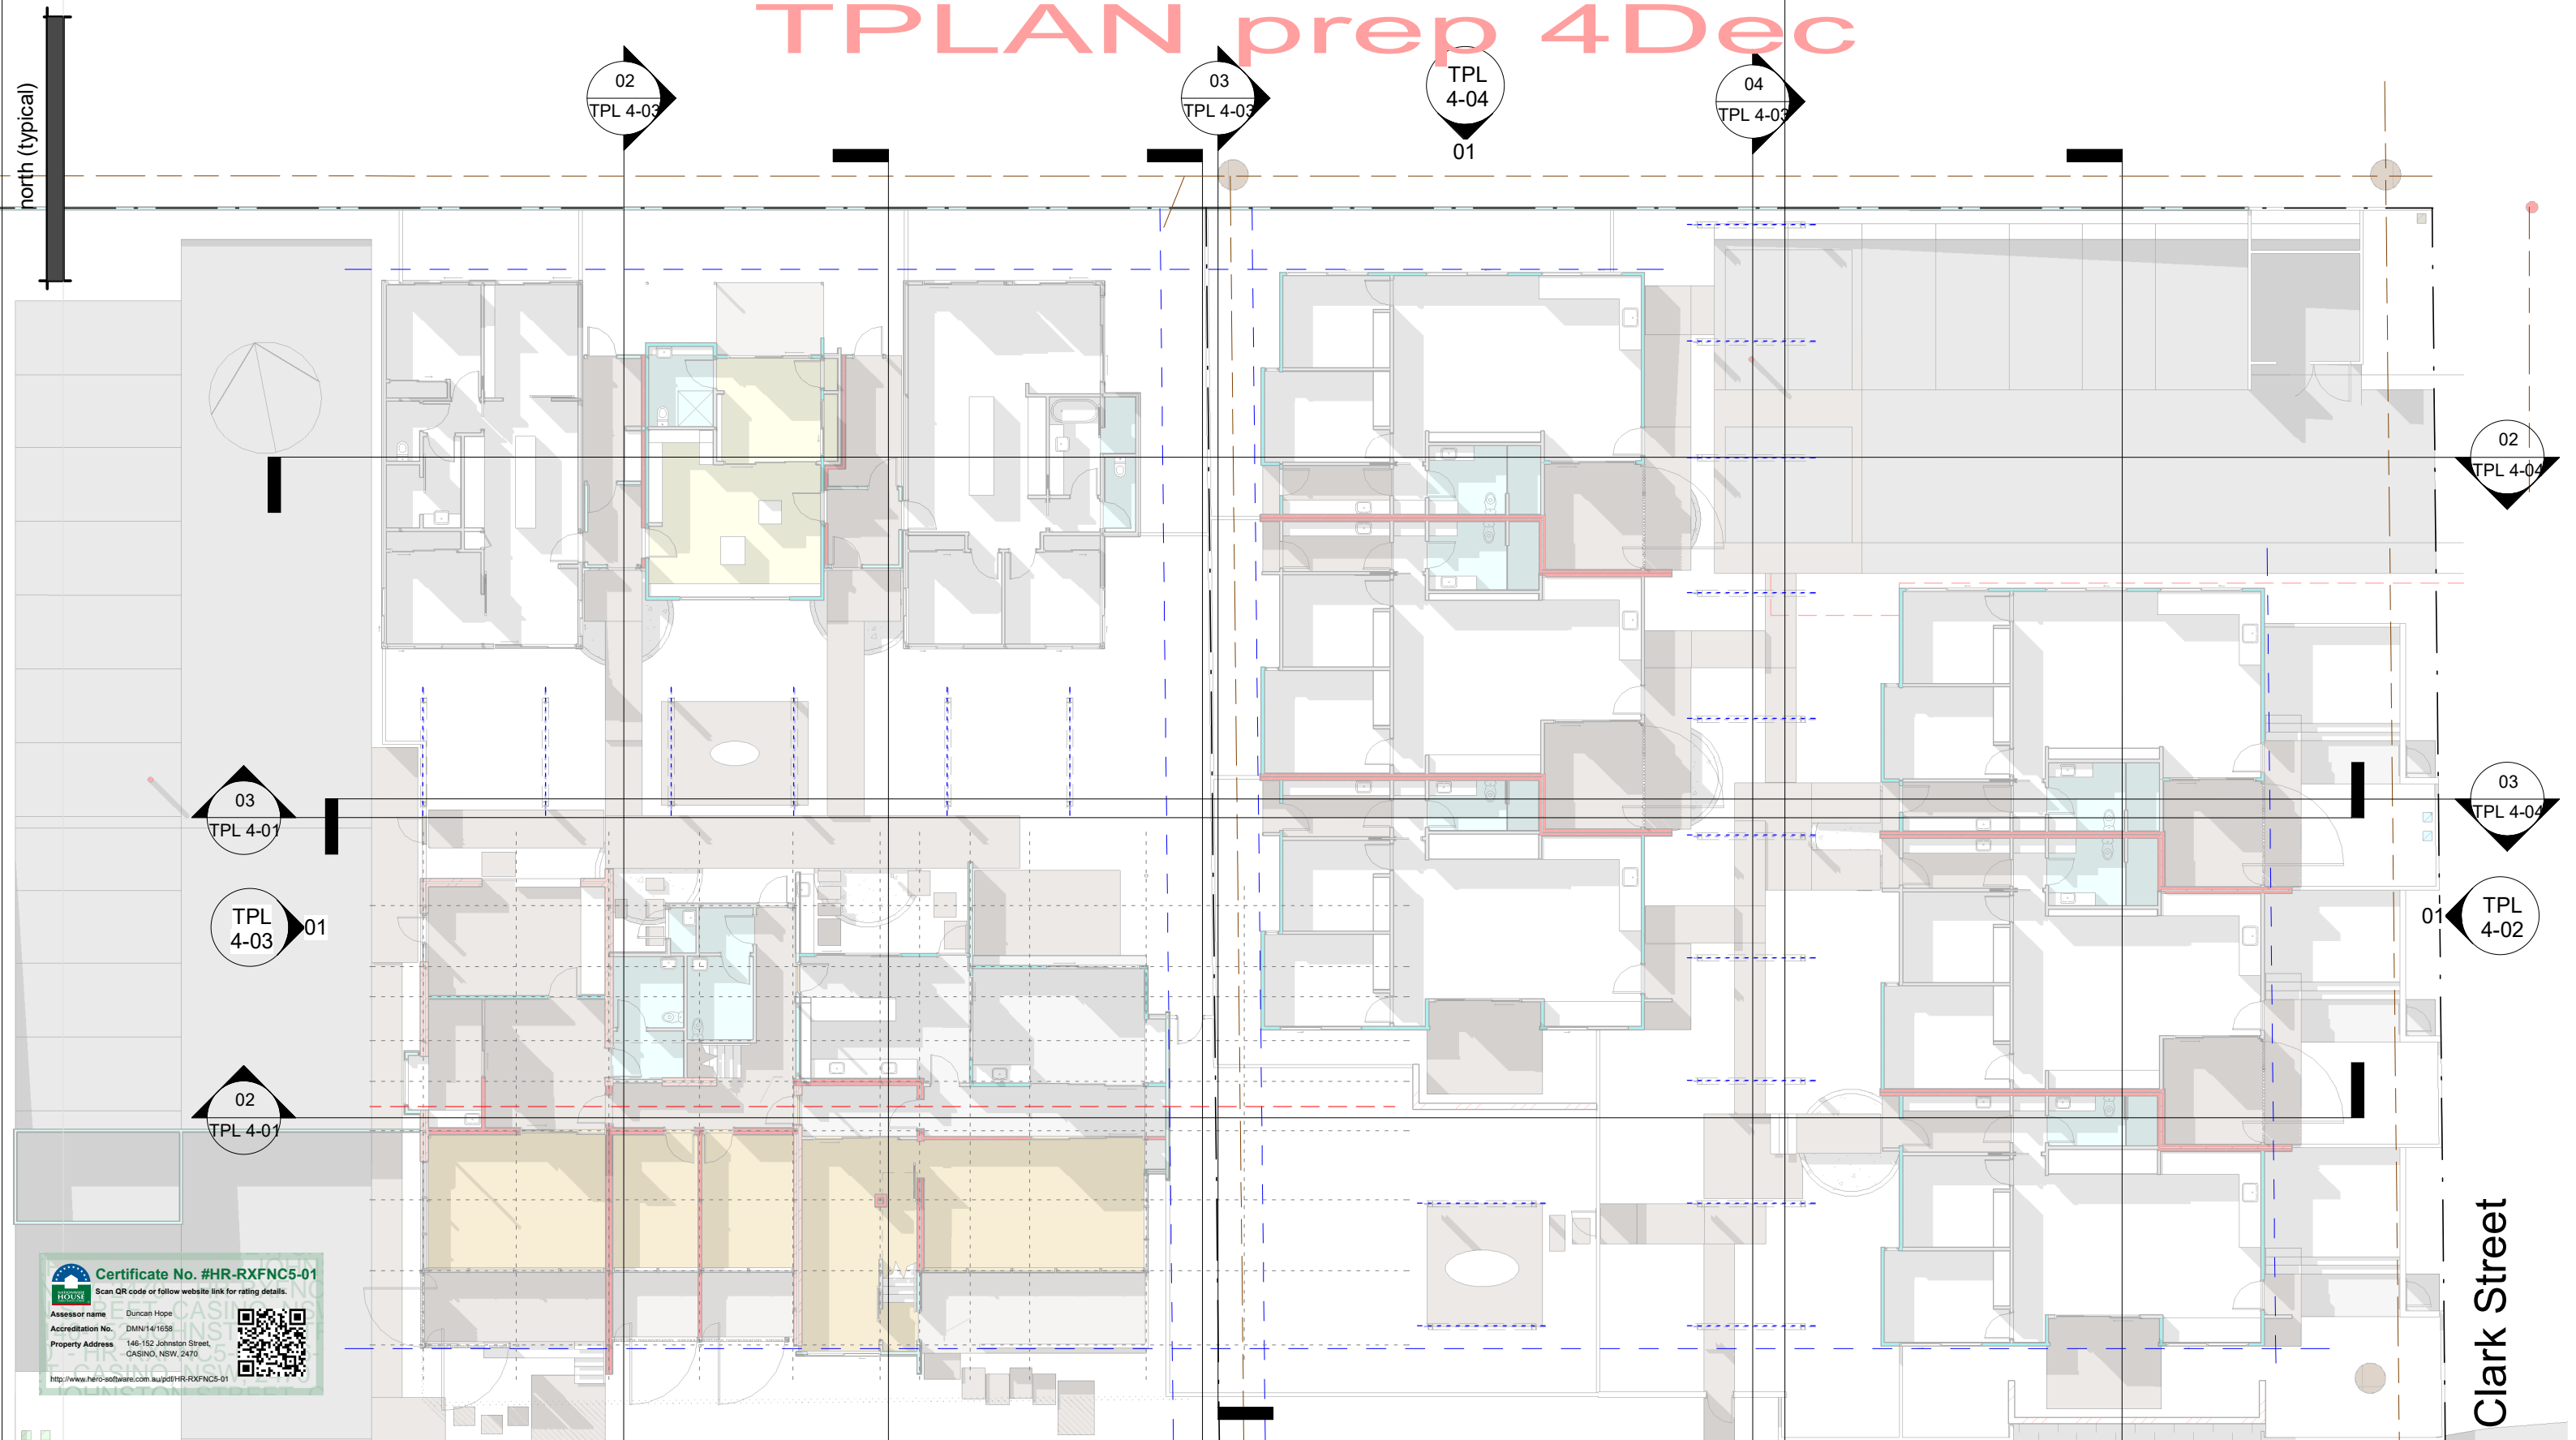 TPLAN prep 4Dec
north (typical)
02
TPL 4-03
03
TPL 4-03
TPL
4-04
01
04
TPL 4-03
02
TPL 4-04
03
TPL 4-01
03
TPL 4-04
TPL
4-03
01
01
TPL
4-02
02
TPL 4-01
Clark Street
Certificate No. #HR-RXFNC5-01
Scan QR code or follow website link for rating details.
NATIONWIDE
HOUSE
Assessor name Duncan Hope
Accreditation No. DMN/14/1658
Property Address 146-152 Johnston Street,
CASINO, NSW, 2470
http://www.hero-software.com.au/pdf/HR-RXFNC5-01